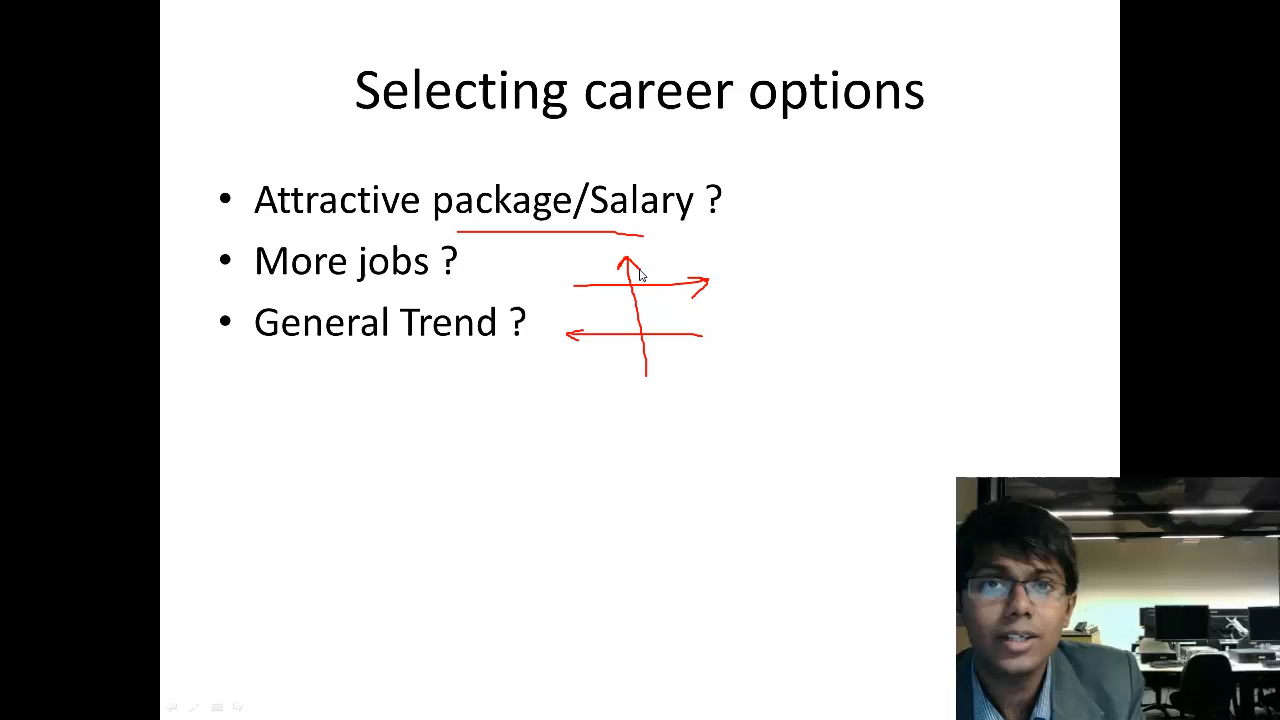 Selecting career options
• Attractive package/Salary ?
• More jobs ?
• General Trend ?